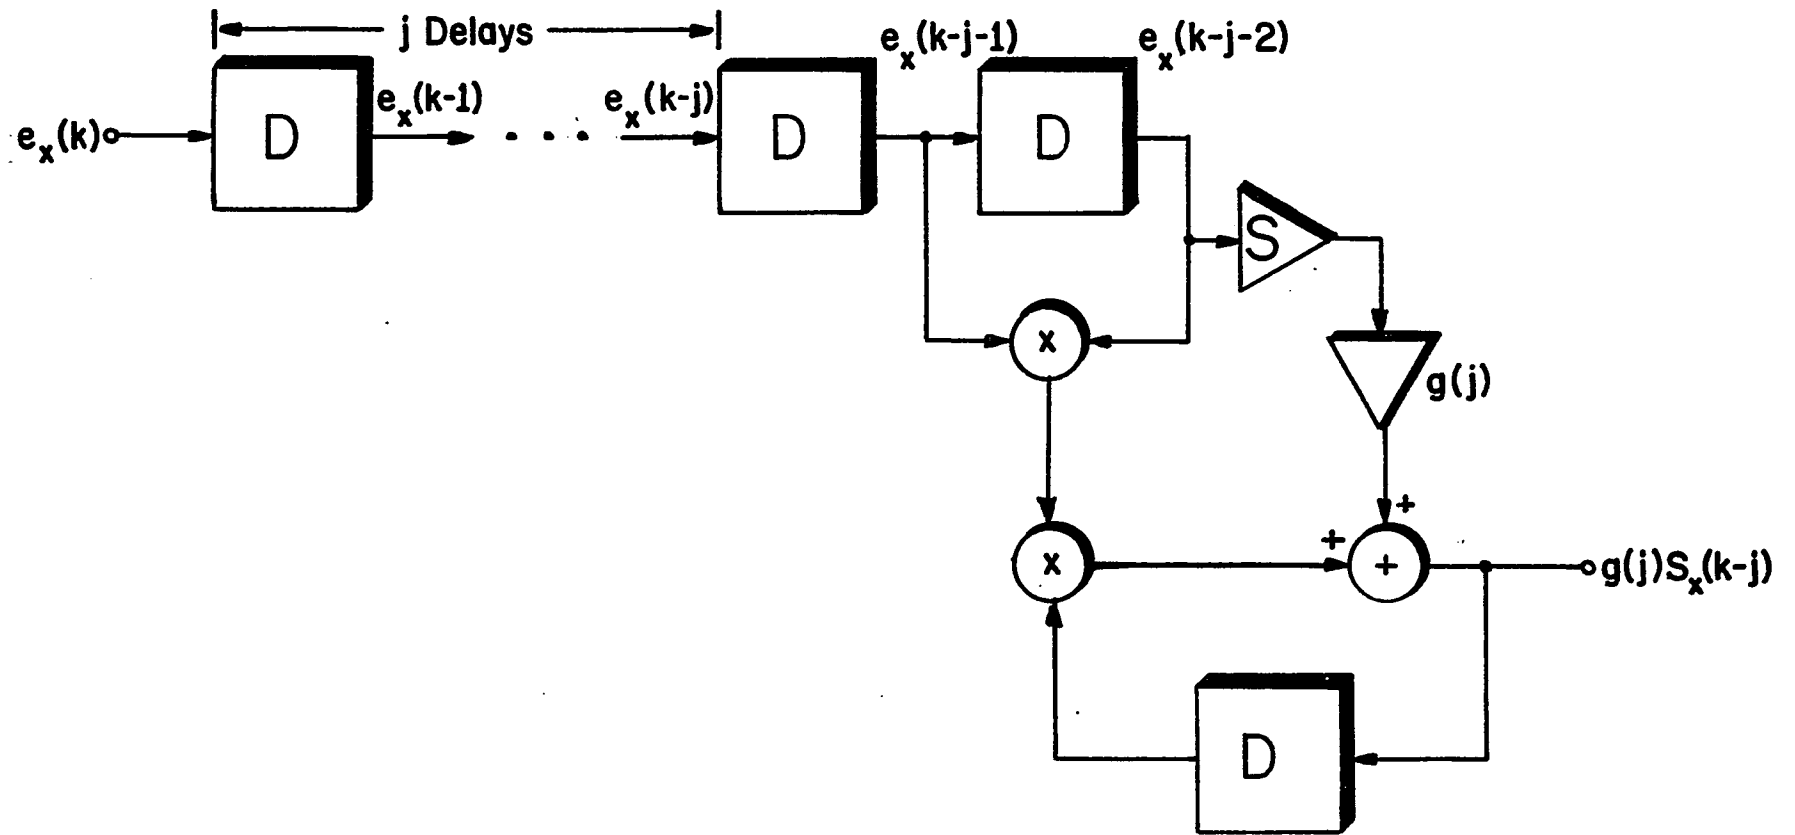 j Delays
e_x(k-j-1)
e_x(k-j-2)
e_x(k-1)
e_x(k-j)
e_x(k)
D
D
D
S
x
g(j)
+
+
x
+
g(j)S_x(k-j)
D